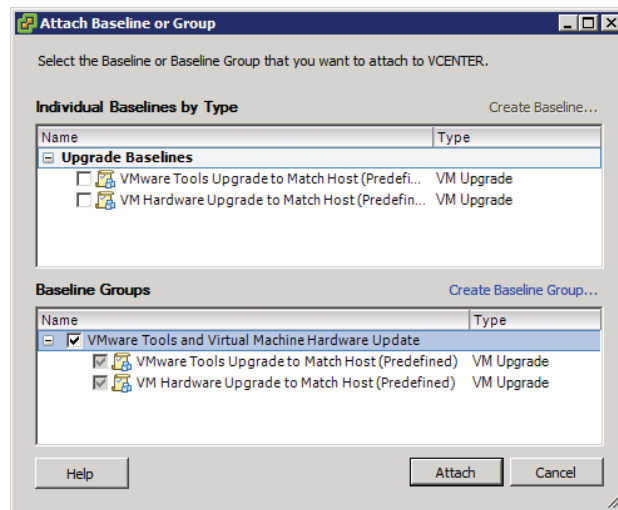 Attach Baseline or Group
Select the Baseline or Baseline Group that you want to attach to VCENTER.
Individual Baselines by Type Create Baseline...
Name Type
Upgrade Baselines
VMware Tools Upgrade to Match Host (Predefi... VM Upgrade
VM Hardware Upgrade to Match Host (Predefin... VM Upgrade
Baseline Groups Create Baseline Group...
Name Type
VMware Tools and Virtual Machine Hardware Update
VMware Tools Upgrade to Match Host (Predefined) VM Upgrade
VM Hardware Upgrade to Match Host (Predefined) VM Upgrade
Help Attach Cancel